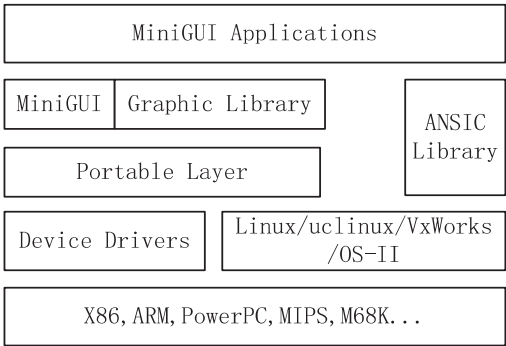 MiniGUI Applications
MiniGUI
Graphic Library
ANSIC
Library
Portable Layer
Device Drivers
Linux/uclinux/VxWorks
/OS-II
X86,ARM,PowerPC,MIPS,M68K...